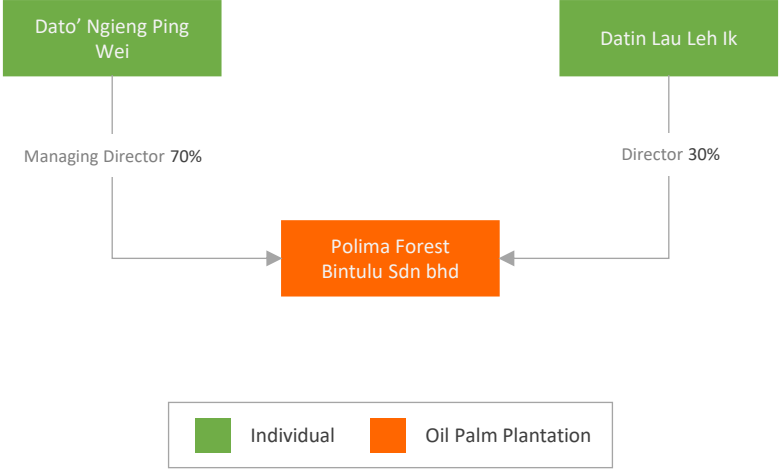 Dato’ Ngieng Ping
Wei
Datin Lau Leh Ik
Managing Director 70%
Director 30%
Polima Forest
Bintulu Sdn bhd
Individual
Oil Palm Plantation